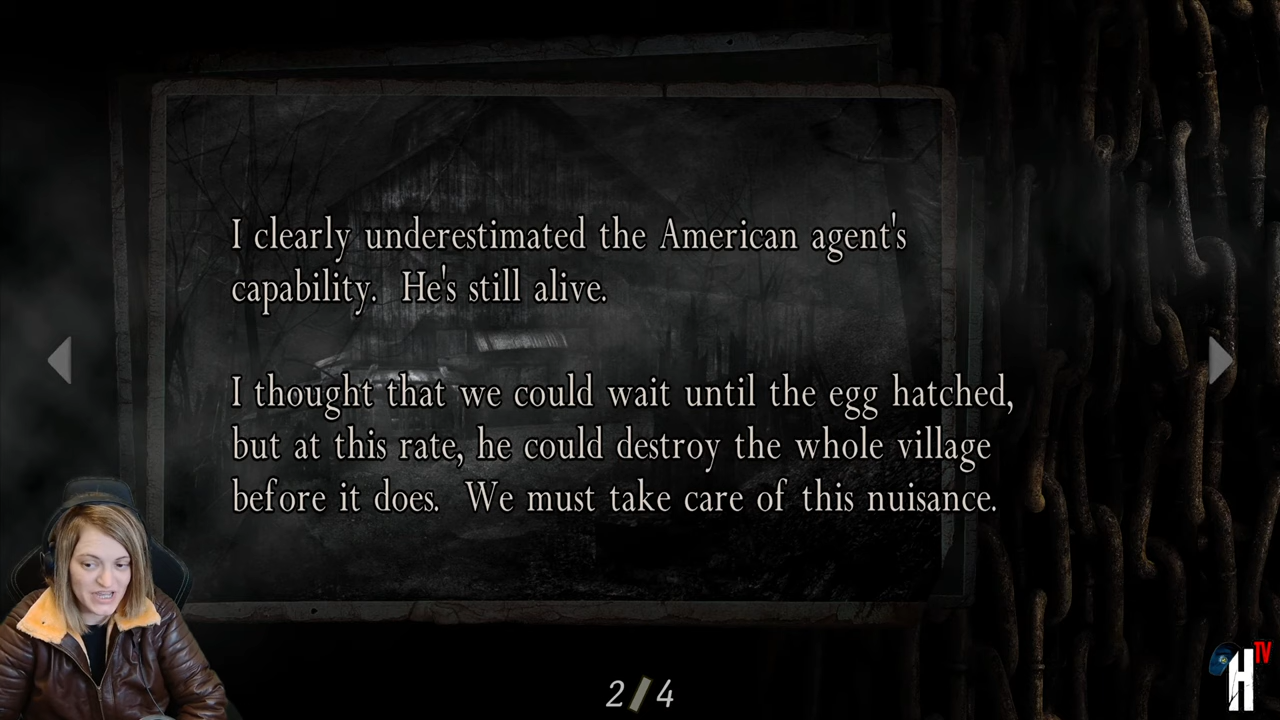 I clearly underestimated the American agent's
capability. He's still alive.
I thought that we could wait until the egg hatched,
but at this rate, he could destroy the whole village
before it does. We must take care of this nuisance.
2/4
H TV